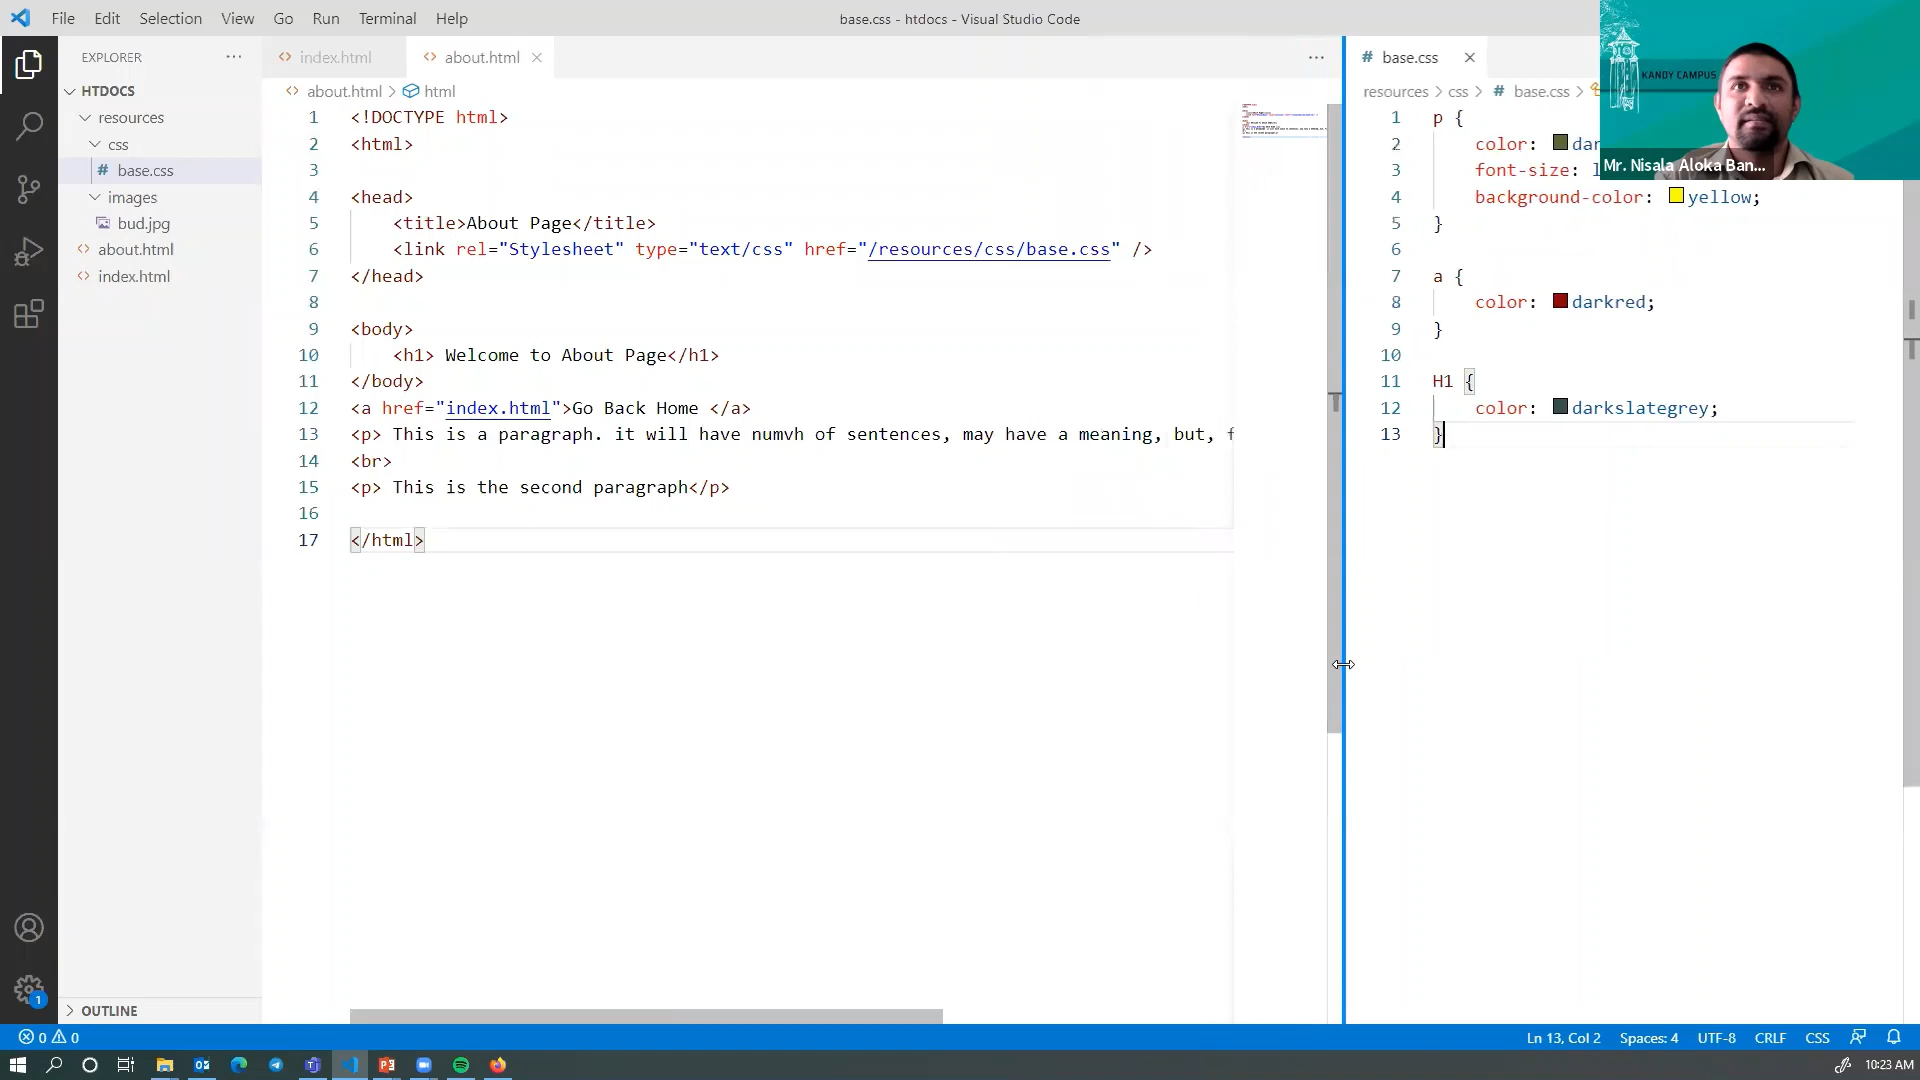 File Edit Selection View Go Run Terminal Help
base.css - htdocs - Visual Studio Code
KANDY CAMPUS
Mr. Nisala Aloka Ban...
EXPLORER
HTDOCS
resources
css
# base.css
images
bud.jpg
<> about.html
<> index.html
OUTLINE
<> index.html
<> about.html
<> about.html > html
1 <!DOCTYPE html>
2 <html>
3
4 <head>
5 <title>About Page</title>
6 <link rel="Stylesheet" type="text/css" href="/resources/css/base.css" />
7 </head>
8
9 <body>
10 <h1> Welcome to About Page</h1>
11 </body>
12 <a href="index.html">Go Back Home </a>
13 <p> This is a paragraph. it will have numvh of sentences, may have a meaning, but, f
14 <br>
15 <p> This is the second paragraph</p>
16
17 </html>
# base.css
resources > css > # base.css >
1 p {
2 color: dar
3 font-size:
4 background-color: yellow;
5 }
6
7 a {
8 color: darkred;
9 }
10
11 H1 {
12 color: darkslategrey;
13 }
1
0 0
Ln 13, Col 2 Spaces: 4 UTF-8 CRLF CSS
10:23 AM